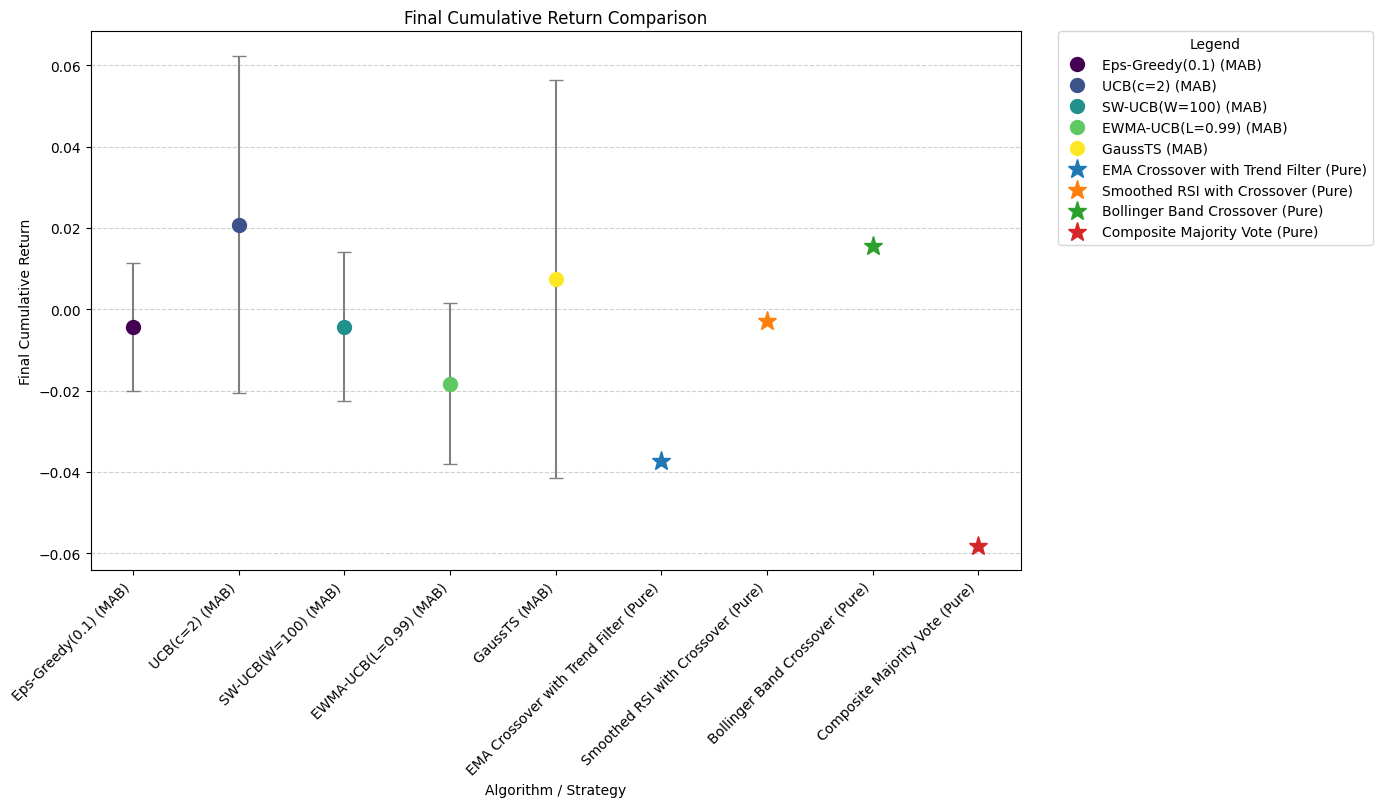 Final Cumulative Return Comparison
Final Cumulative Return
0.06
0.04
0.02
0.00
−0.02
−0.04
−0.06
Eps-Greedy(0.1) (MAB)
UCB(c=2) (MAB)
SW-UCB(W=100) (MAB)
EWMA-UCB(L=0.99) (MAB)
GaussTS (MAB)
EMA Crossover with Trend Filter (Pure)
Smoothed RSI with Crossover (Pure)
Bollinger Band Crossover (Pure)
Composite Majority Vote (Pure)
Algorithm / Strategy
Legend
Eps-Greedy(0.1) (MAB)
UCB(c=2) (MAB)
SW-UCB(W=100) (MAB)
EWMA-UCB(L=0.99) (MAB)
GaussTS (MAB)
EMA Crossover with Trend Filter (Pure)
Smoothed RSI with Crossover (Pure)
Bollinger Band Crossover (Pure)
Composite Majority Vote (Pure)